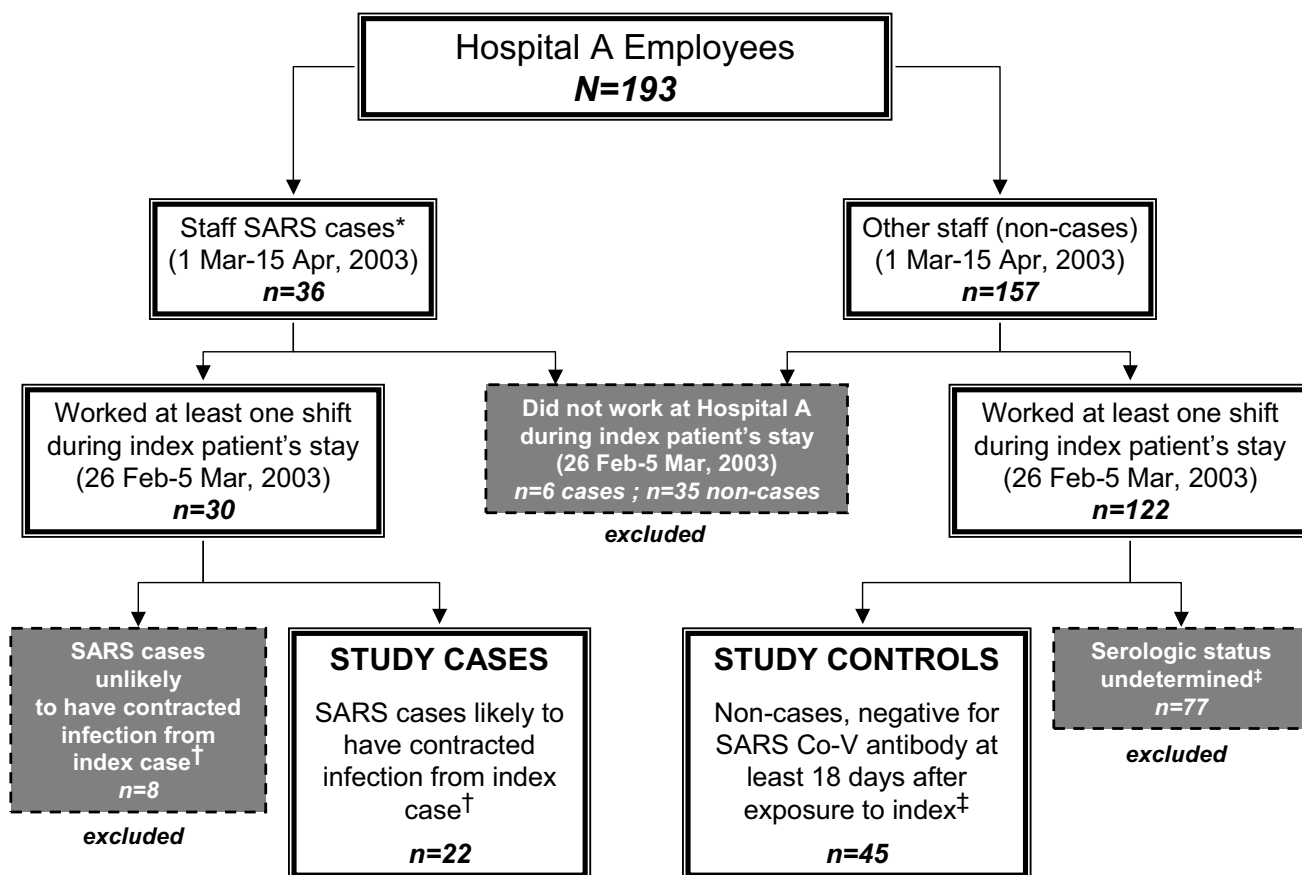 Hospital A Employees
N=193
Staff SARS cases*
(1 Mar-15 Apr, 2003)
n=36
Other staff (non-cases)
(1 Mar-15 Apr, 2003)
n=157
Worked at least one shift
during index patient’s stay
(26 Feb-5 Mar, 2003)
n=30
Did not work at Hospital A
during index patient’s stay
(26 Feb-5 Mar, 2003)
n=6 cases ; n=35 non-cases
excluded
Worked at least one shift
during index patient’s stay
(26 Feb-5 Mar, 2003)
n=122
SARS cases
unlikely
to have contracted
infection from
index case†
n=8
excluded
STUDY CASES
SARS cases likely to
have contracted
infection from index
case†
n=22
STUDY CONTROLS
Non-cases, negative for
SARS Co-V antibody at
least 18 days after
exposure to index‡
n=45
Serologic status
undetermined‡
n=77
excluded